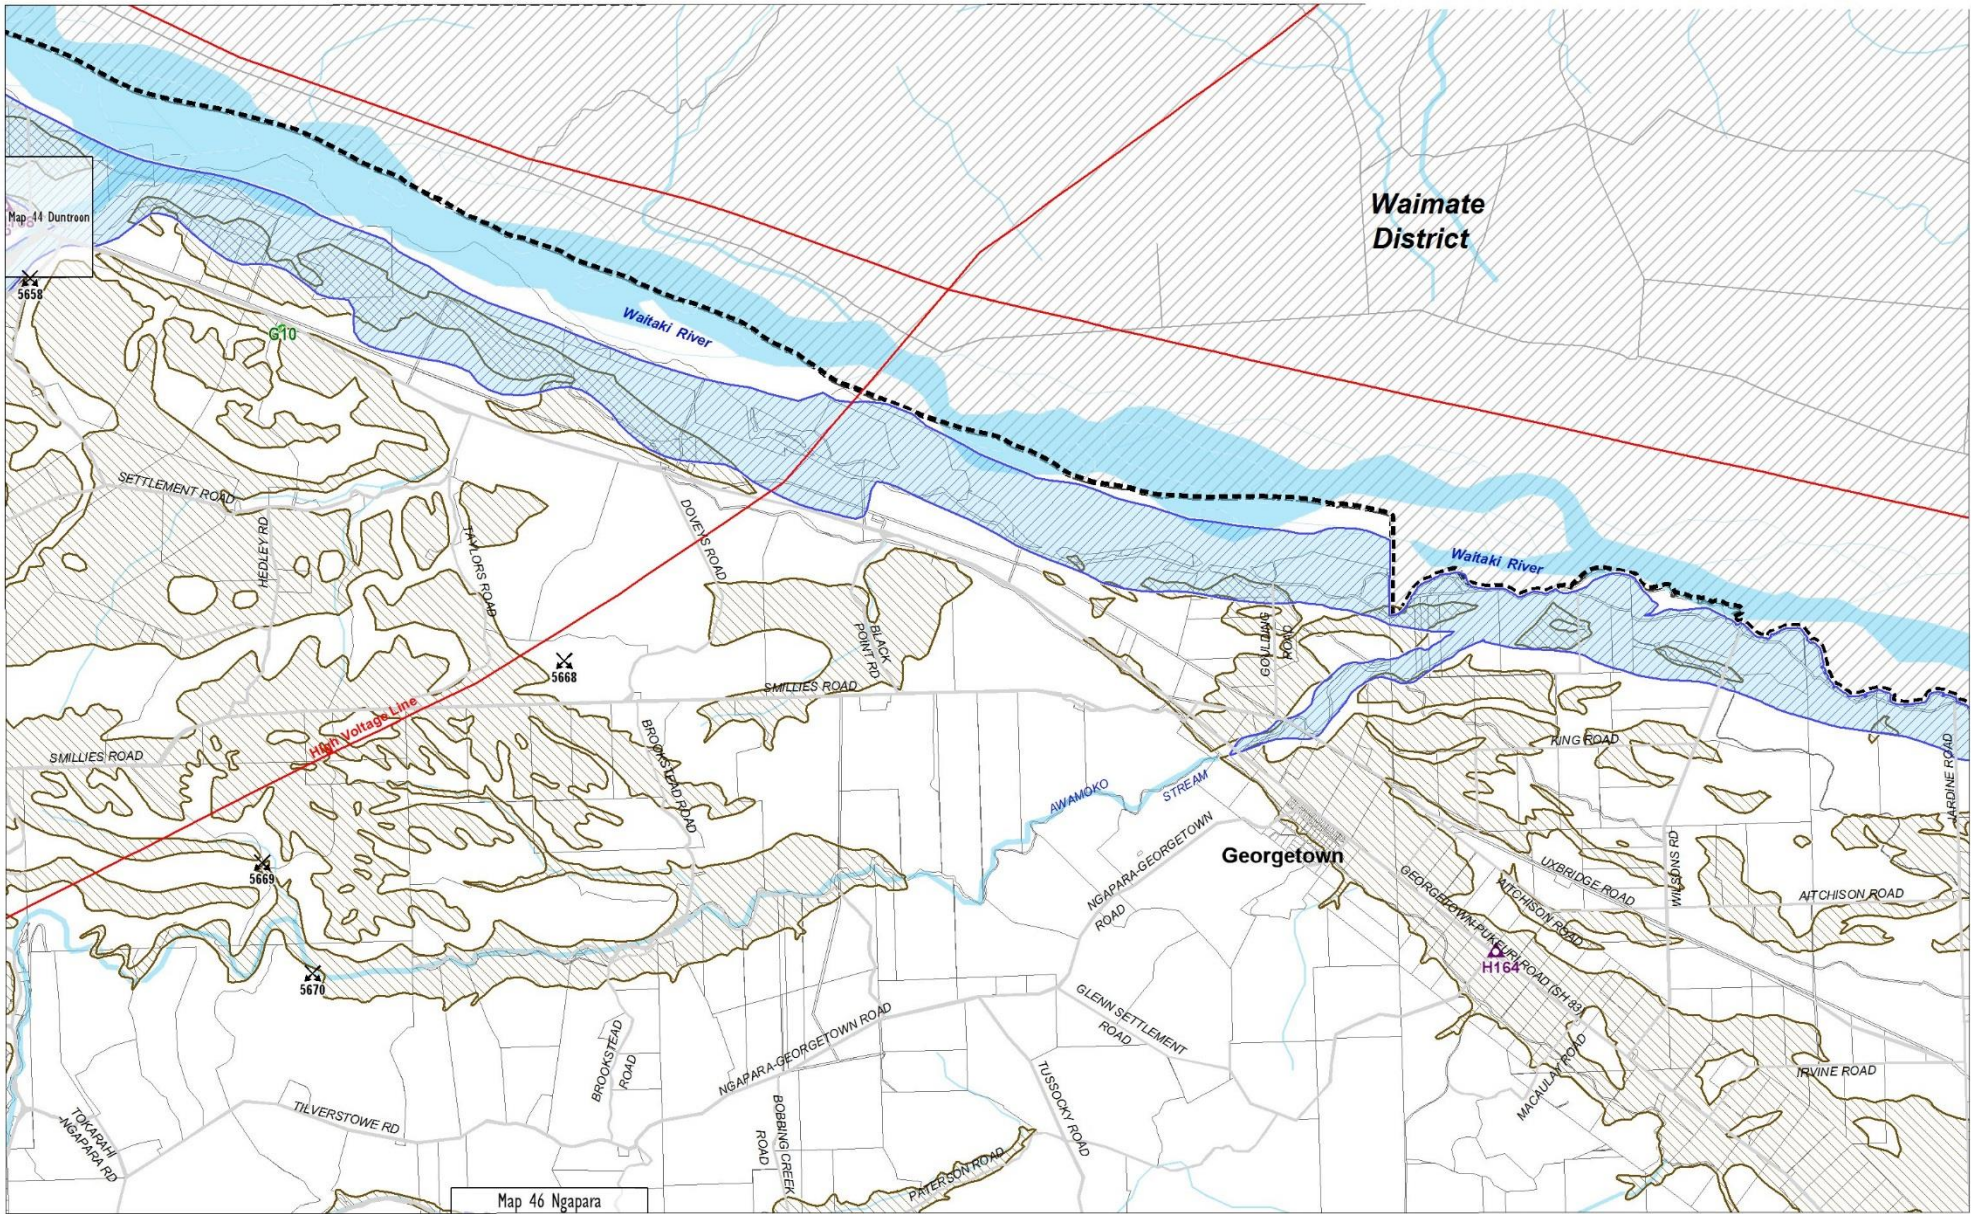 Waimate
District
Map 44 Duntroon
5658
G10
Waitaki River
SETTLEMENT ROAD
HEDLEY RD
TAYLORS ROAD
DOVEYS ROAD
Waitaki River
BLACK
POINT RD
GOULDING
ROAD
5668
SMILLIES ROAD
High Voltage Line
SMILLIES ROAD
BROOKSTEAD ROAD
KING ROAD
JARDINE ROAD
AWAMOKO
STREAM
NGAPARA-GEORGETOWN
ROAD
Georgetown
5669
GEORGETOWN-PUKEURI ROAD (SH 83)
UXBRIDGE ROAD
WILSONS RD
AITCHISON ROAD
AITCHISON ROAD
H164
5670
GLENN SETTLEMENT
ROAD
NGAPARA-GEORGETOWN ROAD
BROOKSTEAD
ROAD
TUSSOCKY ROAD
MACAULAY ROAD
IRVINE ROAD
TOKARAHI
-NGAPARA RD
TILVERSTOWE RD
BOBBING CREEK
ROAD
PATERSON ROAD
Map 46 Ngapara